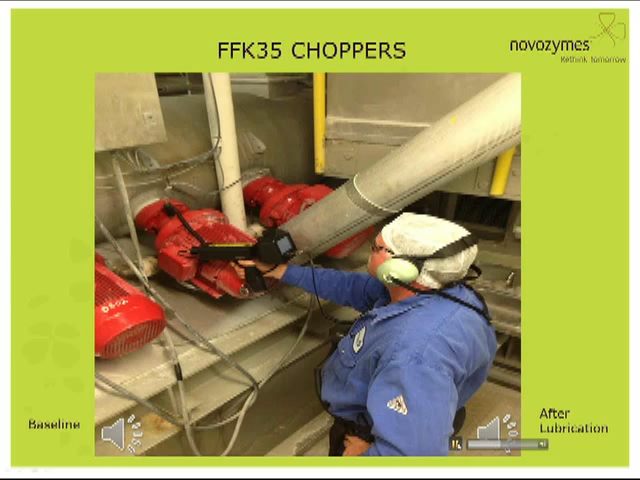 FFK35 CHOPPERS
novozymes
Rethink Tomorrow
Baseline
After
Lubrication